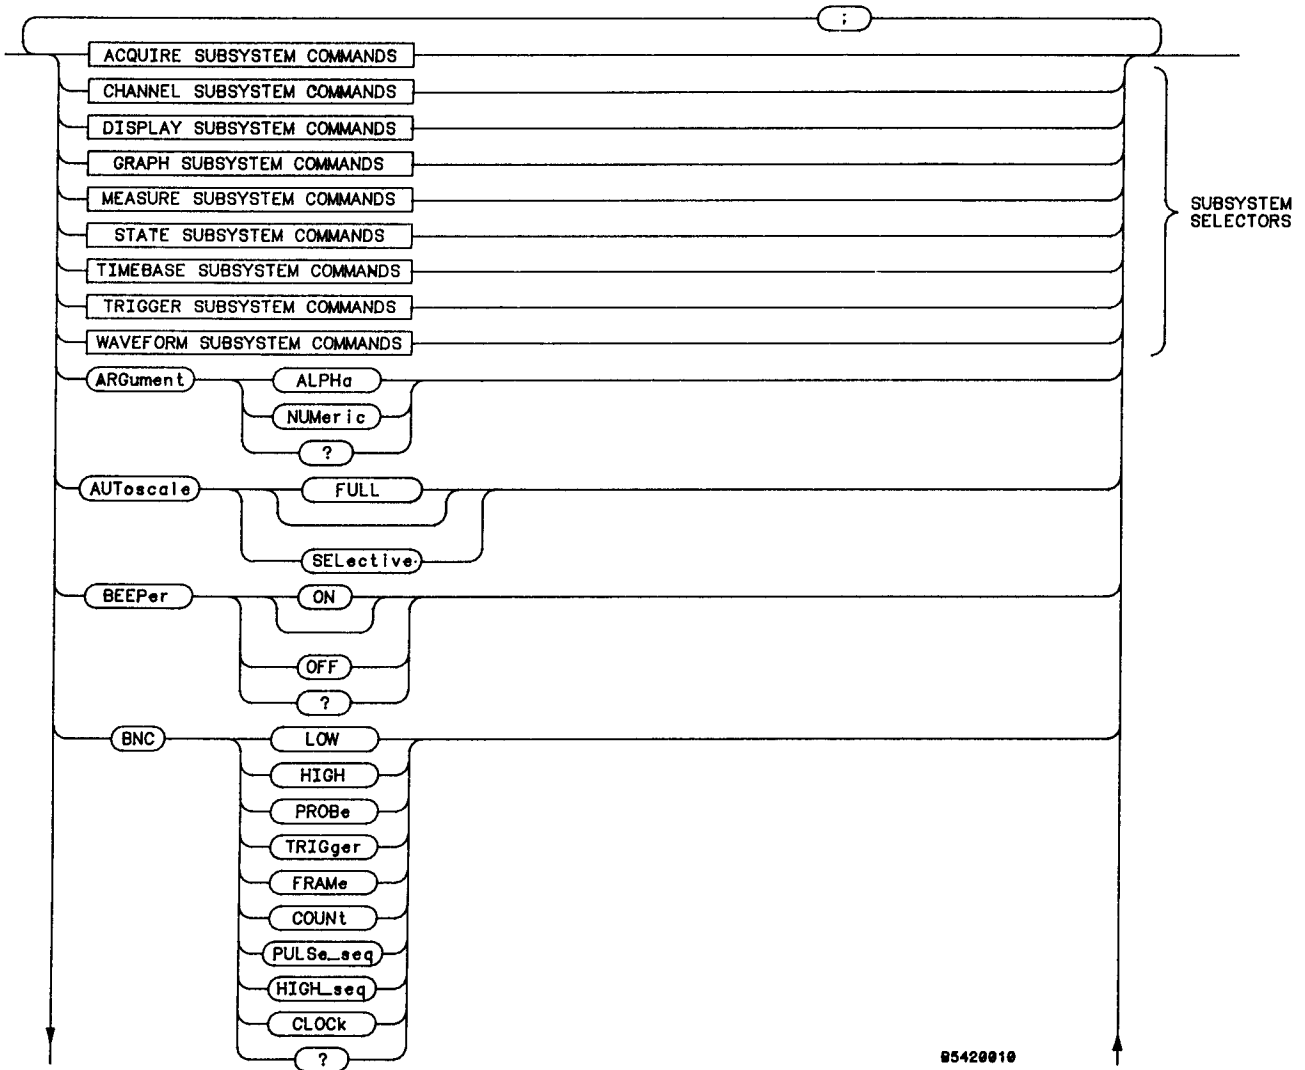 ;
ACQUIRE SUBSYSTEM COMMANDS
CHANNEL SUBSYSTEM COMMANDS
DISPLAY SUBSYSTEM COMMANDS
GRAPH SUBSYSTEM COMMANDS
MEASURE SUBSYSTEM COMMANDS
STATE SUBSYSTEM COMMANDS
TIMEBASE SUBSYSTEM COMMANDS
TRIGGER SUBSYSTEM COMMANDS
WAVEFORM SUBSYSTEM COMMANDS
SUBSYSTEM
SELECTORS
ARGument
ALPHa
NUMeric
?
AUToscale
FULL
SELective
BEEPer
ON
OFF
?
BNC
LOW
HIGH
PROBe
TRIGger
FRAMe
COUNt
PULSe_seq
HIGH_seq
CLOCk
?
05420010